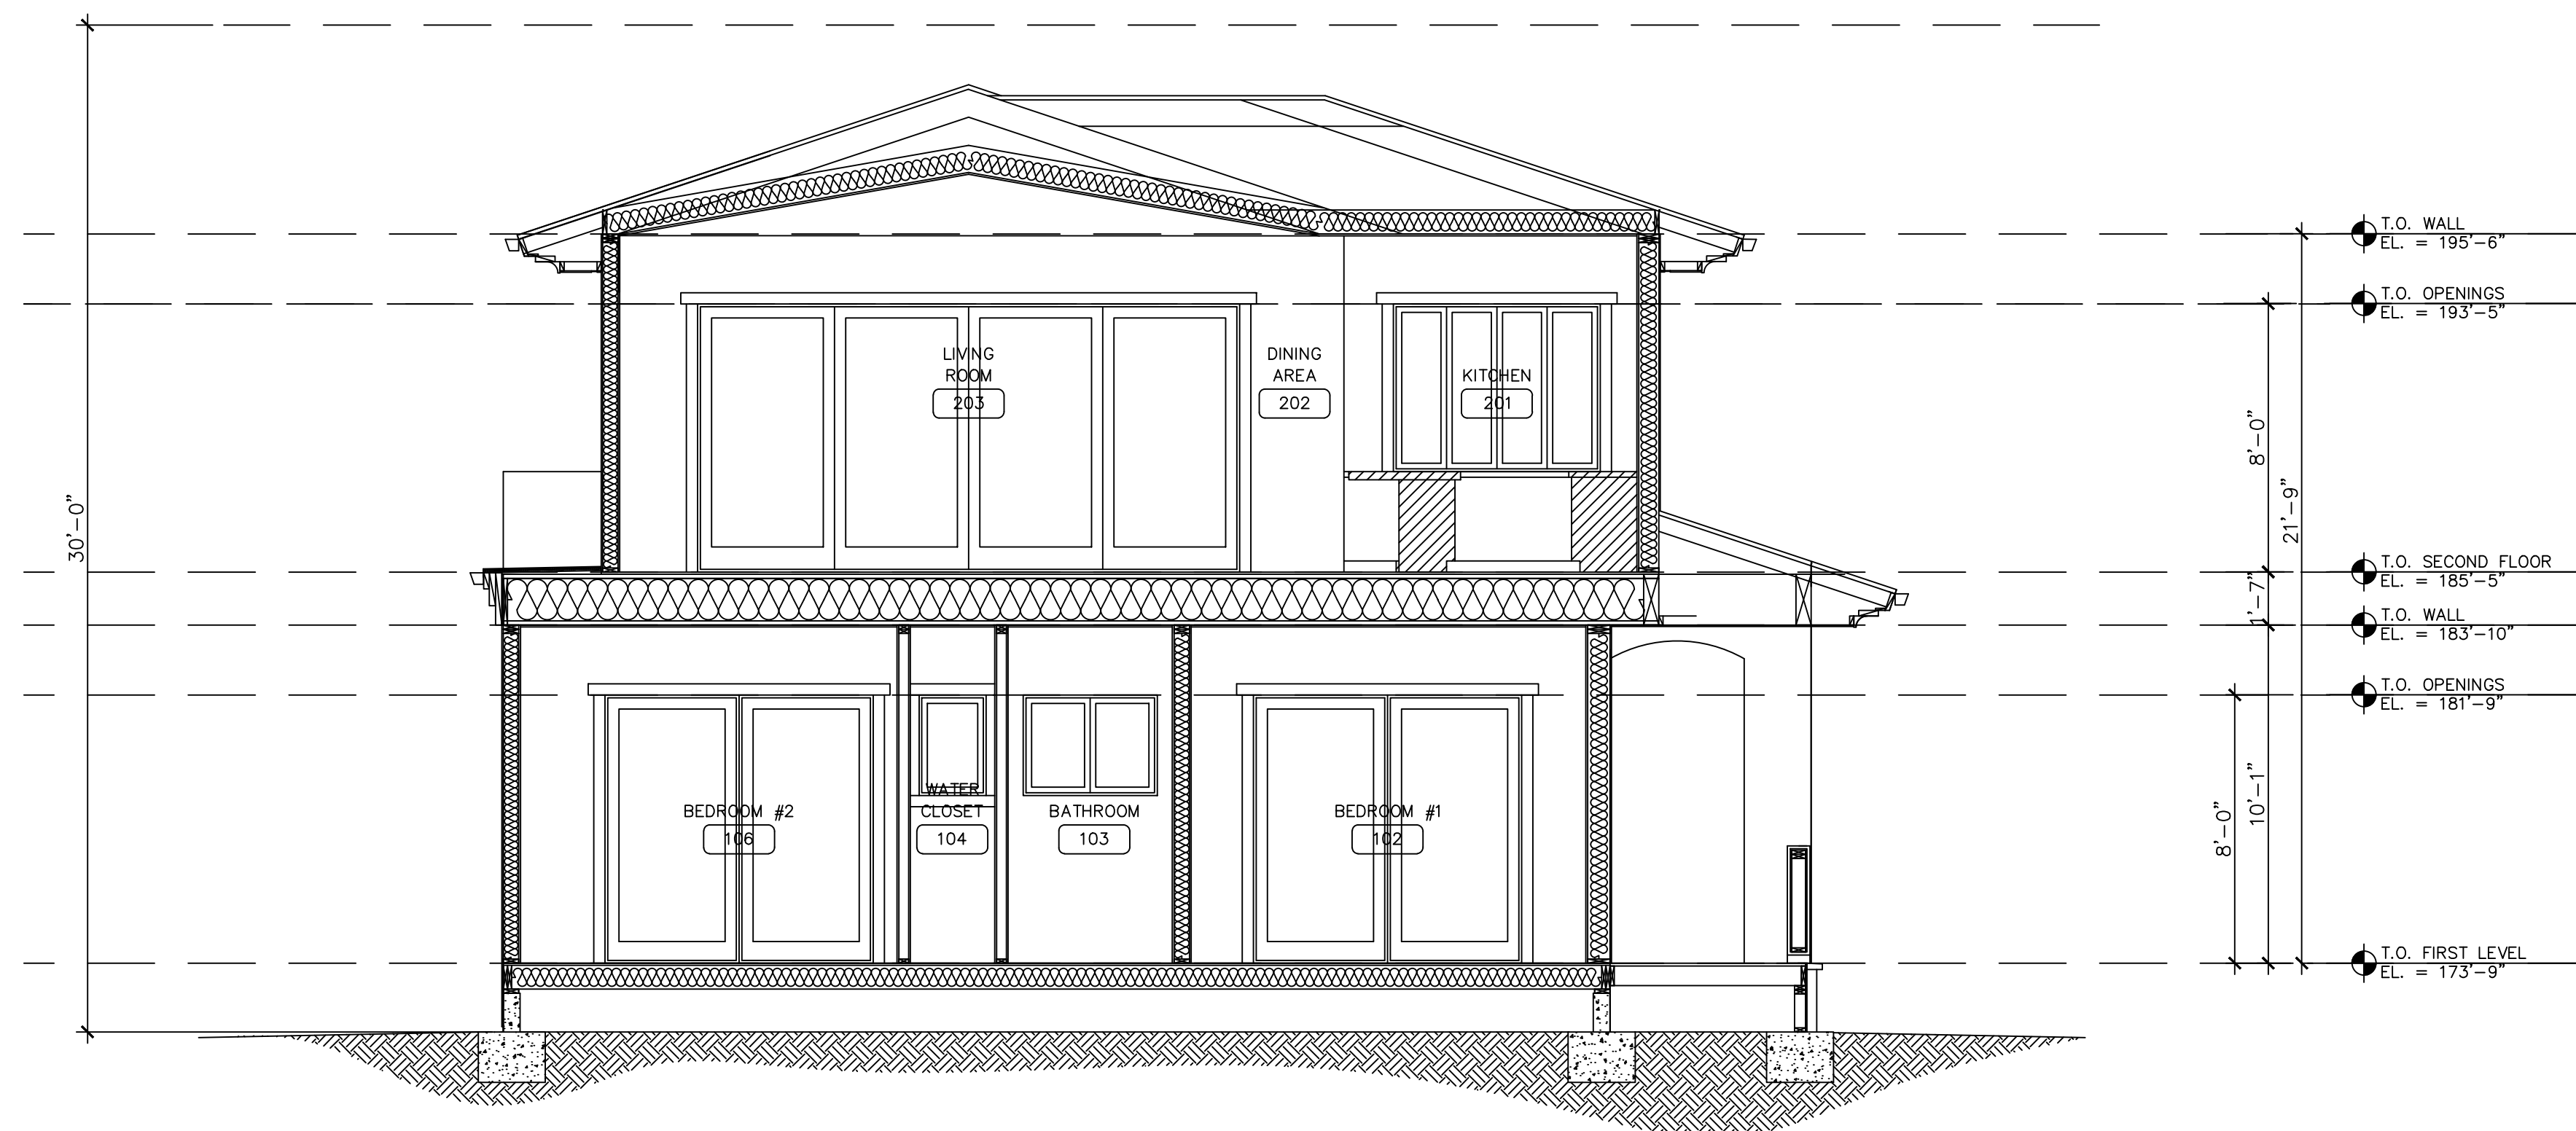 T.O. WALL
EL. = 195'-6"
T.O. OPENINGS
EL. = 193'-5"
LIVING
ROOM
203
DINING
AREA
202
KITCHEN
201
8'-0"
21'-9"
30'-0"
T.O. SECOND FLOOR
EL. = 185'-5"
1'-7"
T.O. WALL
EL. = 183'-10"
T.O. OPENINGS
EL. = 181'-9"
BEDROOM #2
106
WATER
CLOSET
104
BATHROOM
103
BEDROOM #1
102
8'-0"
10'-1"
T.O. FIRST LEVEL
EL. = 173'-9"